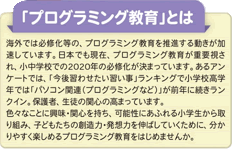 「プログラミング教育」とは
海外では必修化等の、プログラミング教育を推進する動きが加
速しています。日本でも現在、プログラミング教育が重要視さ
れ、小中学校での2020年の必修化が決まっています。あるアン
ケートでは、「今後習わせたい習い事」ランキングで小学校高学
年では「パソコン関連(プログラミングなど)」が前年に続きラン
クイン。保護者、生徒の関心の高まっています。
色々なことに興味・関心を持ち、可能性にあふれる小学生から取
り組み、子どもたちの創造力・発想力を伸ばしていくために、分か
りやすく楽しめるプログラミング教育をはじめませんか。